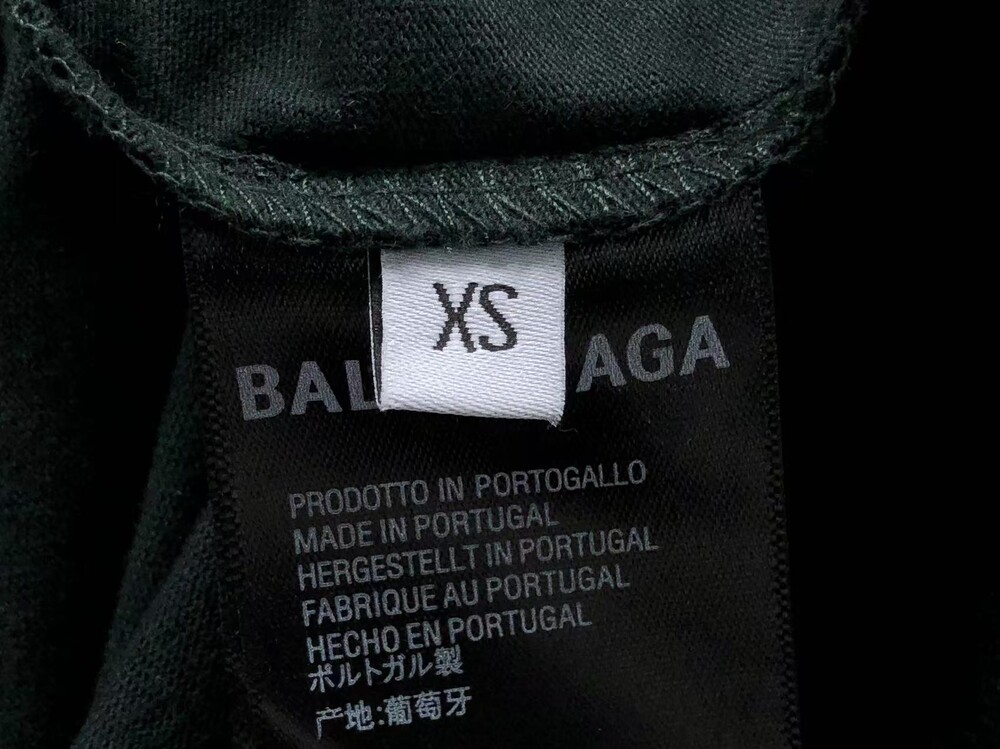 XS
BAL AGA
PRODOTTO IN PORTOGALLO
MADE IN PORTUGAL
HERGESTELLT IN PORTUGAL
FABRIQUE AU PORTUGAL
HECHO EN PORTUGAL
ポルトガル製
产地:葡萄牙